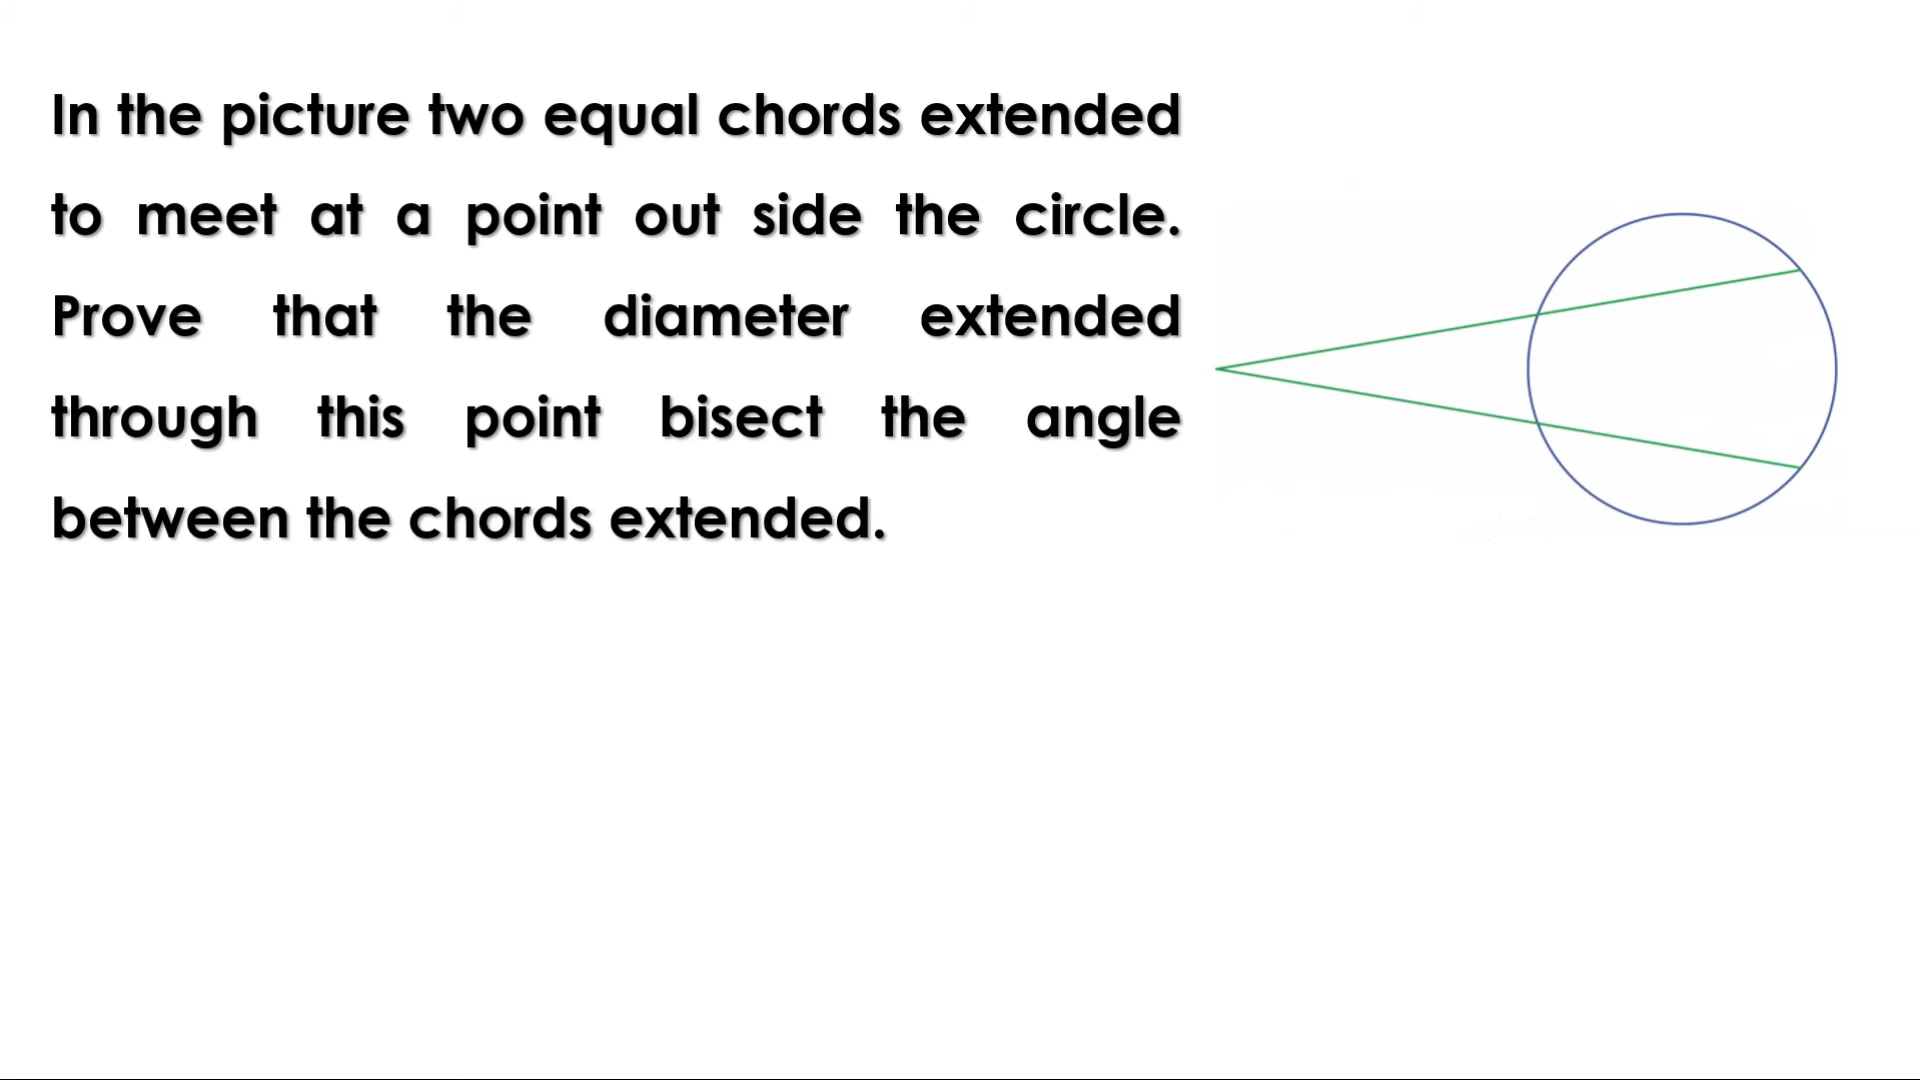 In the picture two equal chords extended
to meet at a point out side the circle.
Prove that the diameter extended
through this point bisect the angle
between the chords extended.